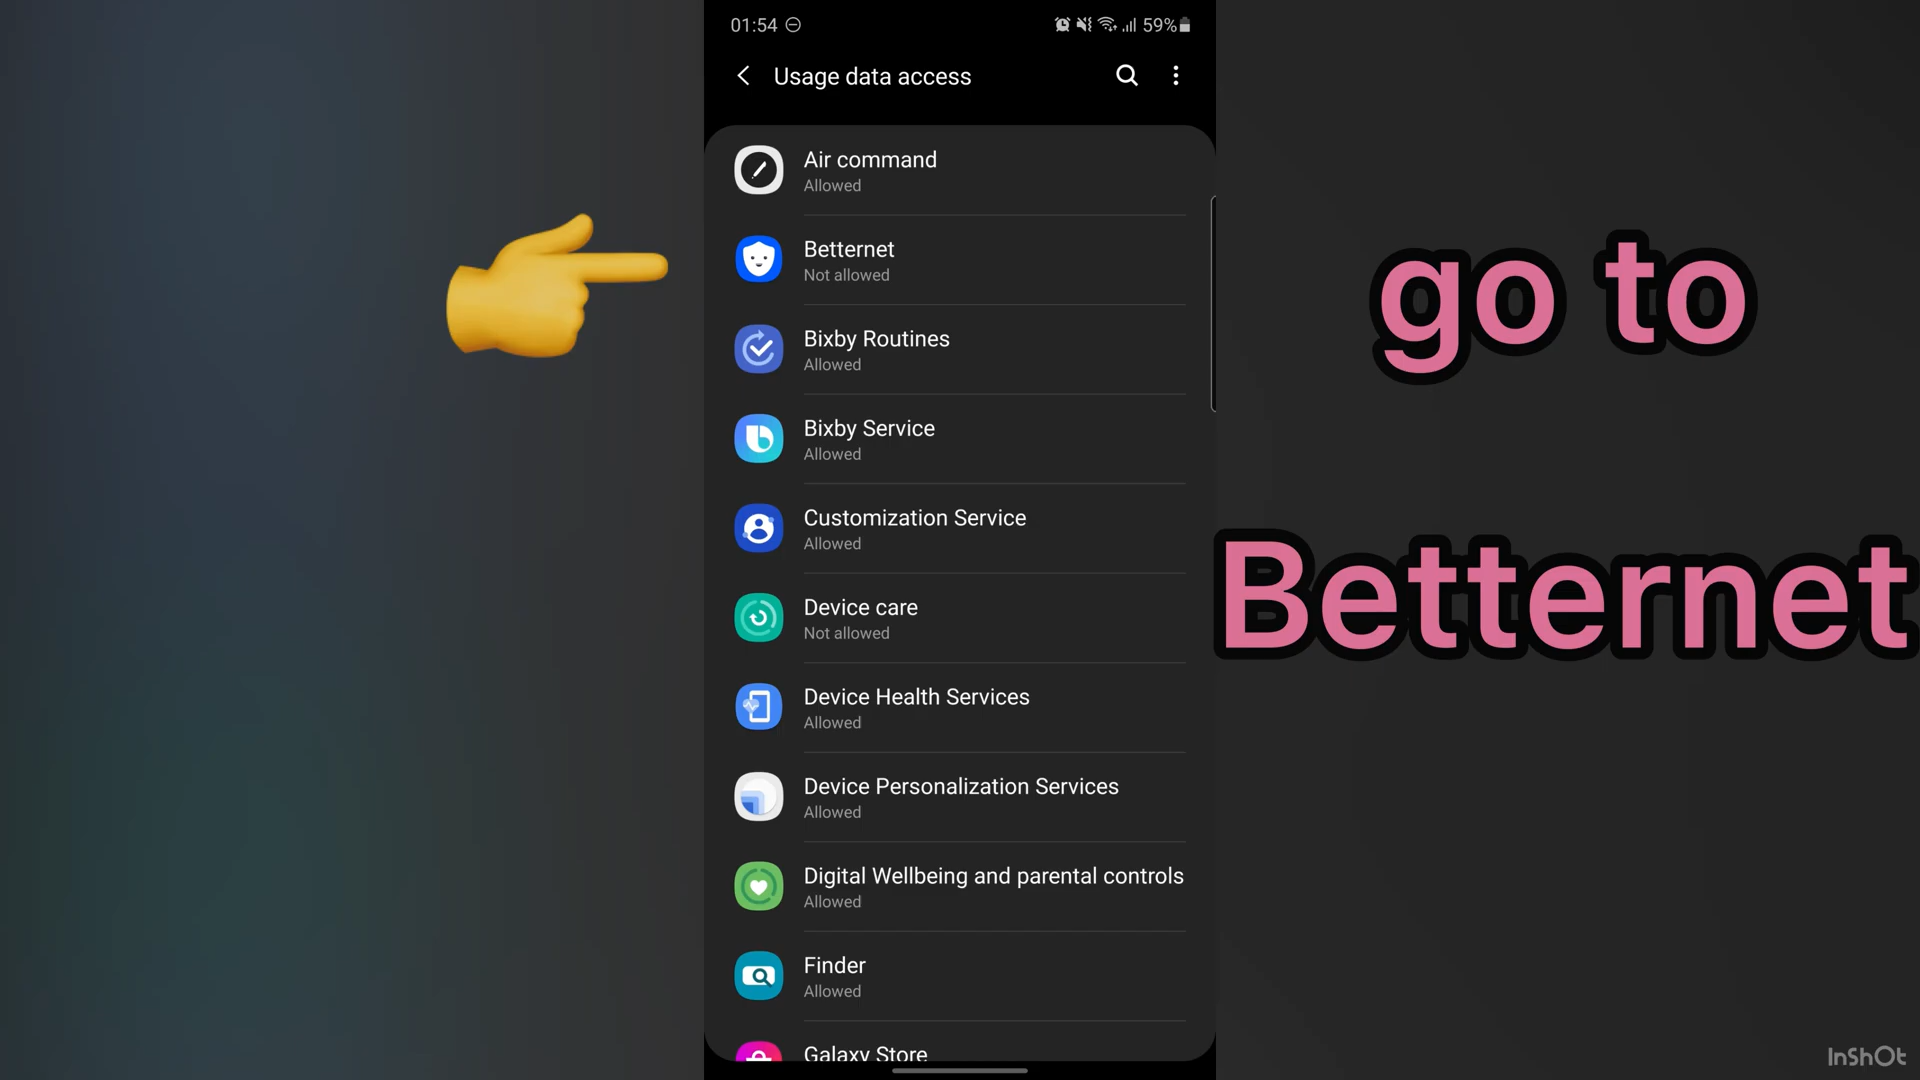 01:54
59%
Usage data access
Air command
Allowed
Betternet
Not allowed
Bixby Routines
Allowed
Bixby Service
Allowed
Customization Service
Allowed
Device care
Not allowed
Device Health Services
Allowed
Device Personalization Services
Allowed
Digital Wellbeing and parental controls
Allowed
Finder
Allowed
Galaxy Store
go to
Betternet
InShOt